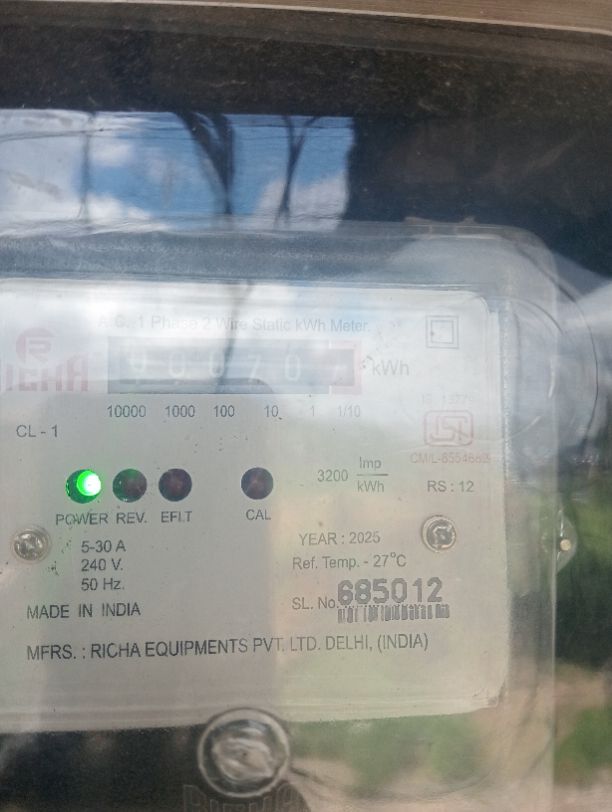 A.C. 1 Phase 2 Wire Static kWh Meter.
RICHA
kWh
10000 1000 100 10 1 1/10
CL - 1
ISI
3200 Imp
kWh
RS : 12
POWER REV. EFLT CAL
5-30 A
240 V.
50 Hz.
YEAR : 2025
Ref. Temp. - 27°C
SL. No. 685012
MADE IN INDIA
MFRS. : RICHA EQUIPMENTS PVT. LTD. DELHI, (INDIA)